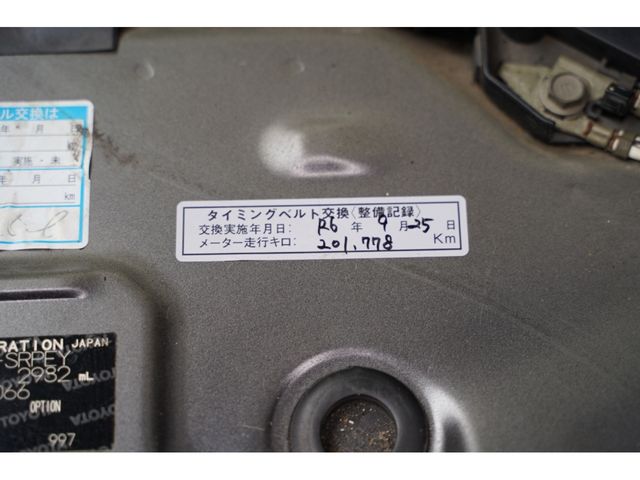 ル交換は
年 月 日
km
実施・未
年 月 日
km
タイミングベルト交換〈整備記録〉
交換実施年月日: R6 年 9 月 25 日
メーター走行キロ: 201,778 Km
RATION JAPAN
-SRPEY
2982 mL
066
OPTION
997
TOYOTA